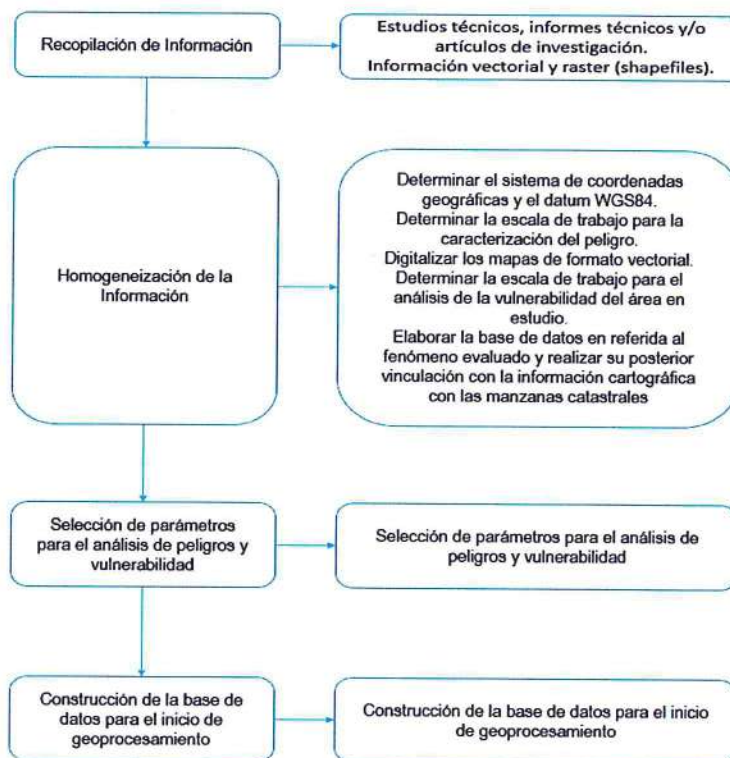 Recopilación de Información
Estudios técnicos, informes técnicos y/o
artículos de investigación.
Información vectorial y raster (shapefiles).
Homogeneización de la
Información
Determinar el sistema de coordenadas
geográficas y el datum WGS84.
Determinar la escala de trabajo para la
caracterización del peligro.
Digitalizar los mapas de formato vectorial.
Determinar la escala de trabajo para el
análisis de la vulnerabilidad del área en
estudio.
Elaborar la base de datos en referida al
fenómeno evaluado y realizar su posterior
vinculación con la información cartográfica
con las manzanas catastrales
Selección de parámetros
para el análisis de peligros y
vulnerabilidad
Selección de parámetros para el análisis de
peligros y vulnerabilidad
Construcción de la base de
datos para el inicio de
geoprocesamiento
Construcción de la base de datos para el inicio
de geoprocesamiento